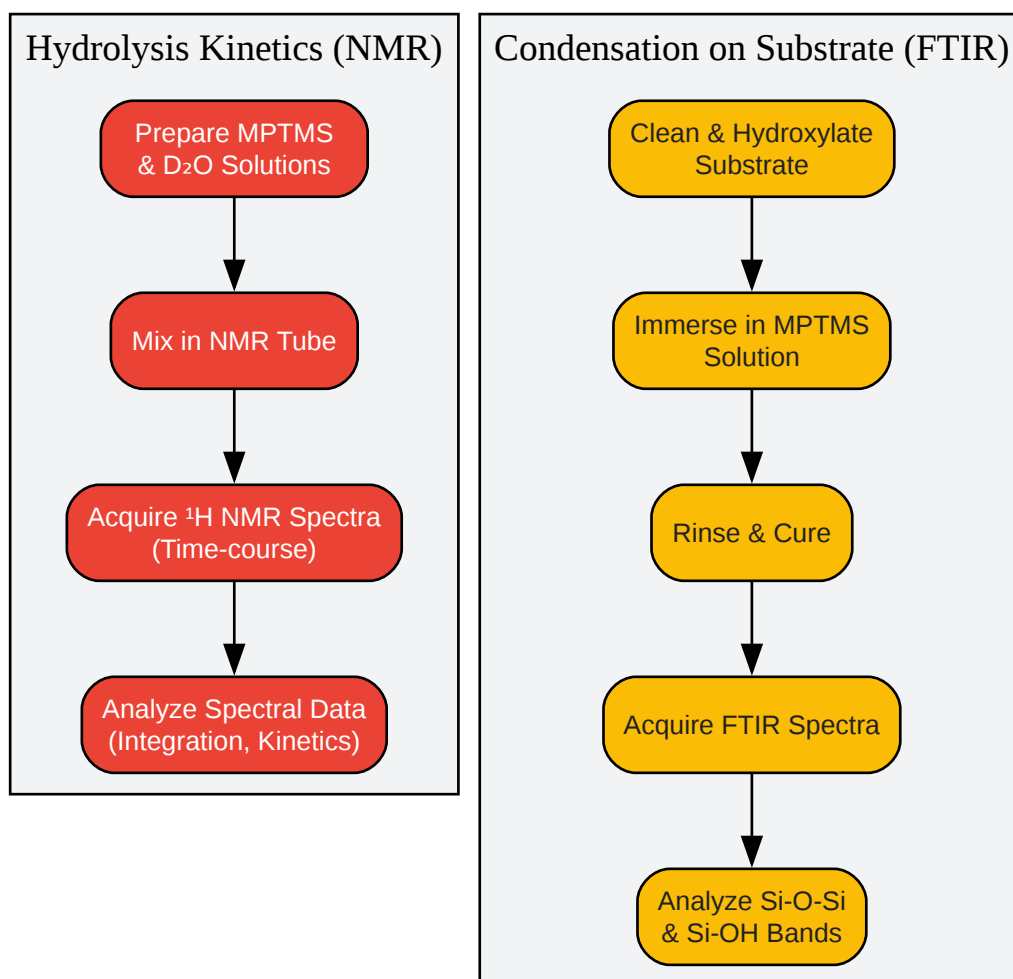 Hydrolysis Kinetics (NMR)
Prepare MPTMS
& D₂O Solutions
Mix in NMR Tube
Acquire ¹H NMR Spectra
(Time-course)
Analyze Spectral Data
(Integration, Kinetics)
Condensation on Substrate (FTIR)
Clean & Hydroxylate
Substrate
Immerse in MPTMS
Solution
Rinse & Cure
Acquire FTIR Spectra
Analyze Si-O-Si
& Si-OH Bands